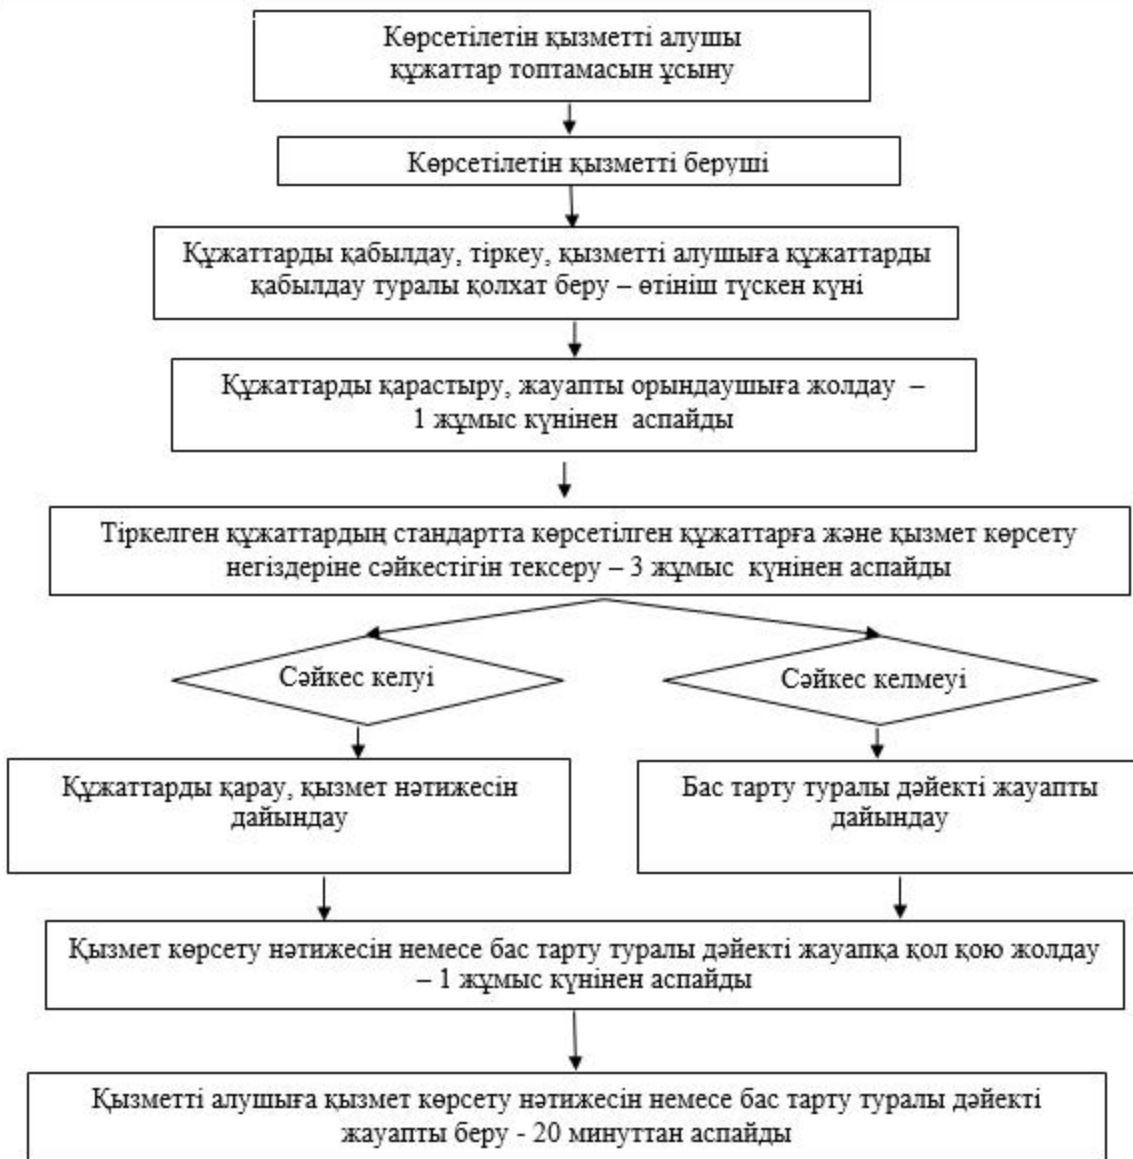 Көрсетілетін қызметті алушы
құжаттар топтамасын ұсыну
Көрсетілетін қызметті беруші
Құжаттарды қабылдау, тіркеу, қызметті алушыға құжаттарды
қабылдау туралы қолхат беру – өтініш түскен күні
Құжаттарды қарастыру, жауапты орындаушыға жолдау –
1 жұмыс күнінен аспайды
Тіркелген құжаттардың стандартта көрсетілген құжаттарға және қызмет көрсету
негіздеріне сәйкестігін тексеру – 3 жұмыс күнінен аспайды
Сәйкес келуі
Сәйкес келмеуі
Құжаттарды қарау, қызмет нәтижесін
дайындау
Бас тарту туралы дәйекті жауапты
дайындау
Қызмет көрсету нәтижесін немесе бас тарту туралы дәйекті жауапқа қол қою жолдау
– 1 жұмыс күнінен аспайды
Қызметті алушыға қызмет көрсету нәтижесін немесе бас тарту туралы дәйекті
жауапты беру - 20 минуттан аспайды